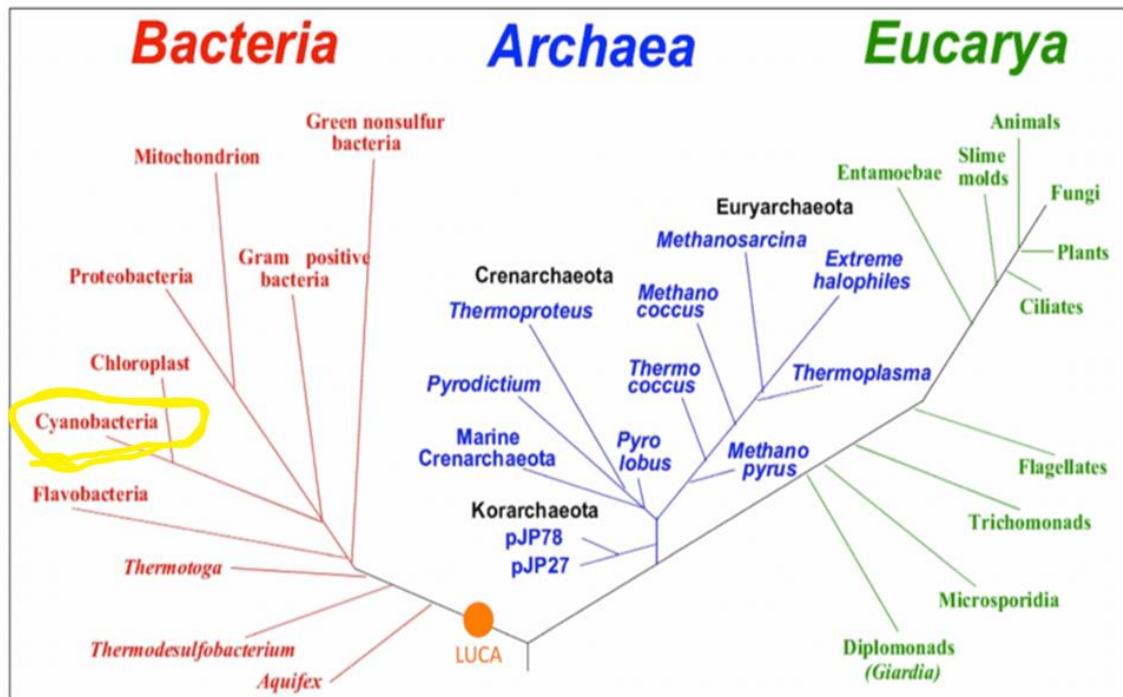 Bacteria
Archaea
Eucarya
Green nonsulfur
bacteria
Mitochondrion
Gram positive
bacteria
Proteobacteria
Chloroplast
Cyanobacteria
Flavobacteria
Thermotoga
Thermodesulfobacterium
Aquifex
LUCA
Crenarchaeota
Thermoproteus
Pyrodictium
Marine
Crenarchaeota
Pyro
lobus
Korarchaeota
pJP78
pJP27
Euryarchaeota
Methanosarcina
Extreme
halophiles
Methano
coccus
Thermo
coccus
Thermoplasma
Methano
pyrus
Animals
Slime
molds
Entamoebae
Fungi
Plants
Ciliates
Flagellates
Trichomonads
Microsporidia
Diplomonads
(Giardia)